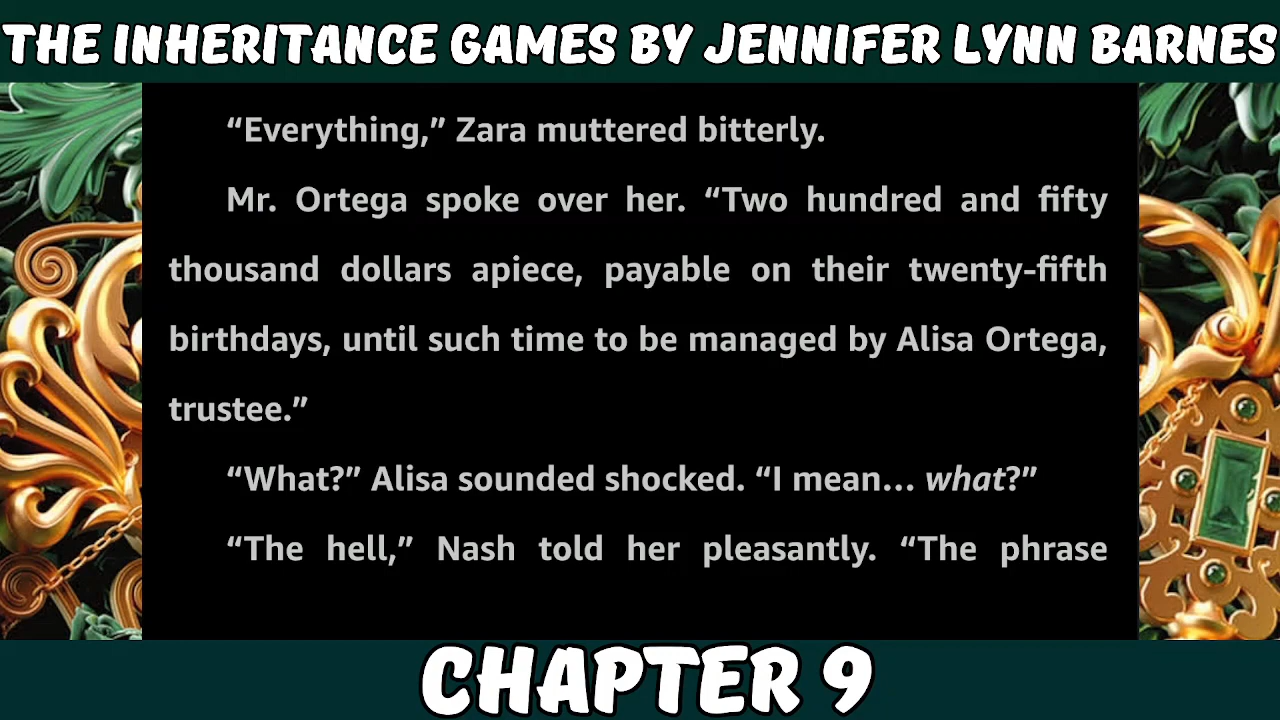 THE INHERITANCE GAMES BY JENNIFER LYNN BARNES
“Everything,” Zara muttered bitterly.
Mr. Ortega spoke over her. “Two hundred and fifty
thousand dollars apiece, payable on their twenty-fifth
birthdays, until such time to be managed by Alisa Ortega,
trustee.”
“What?” Alisa sounded shocked. “I mean… what?”
“The hell,” Nash told her pleasantly. “The phrase
CHAPTER 9